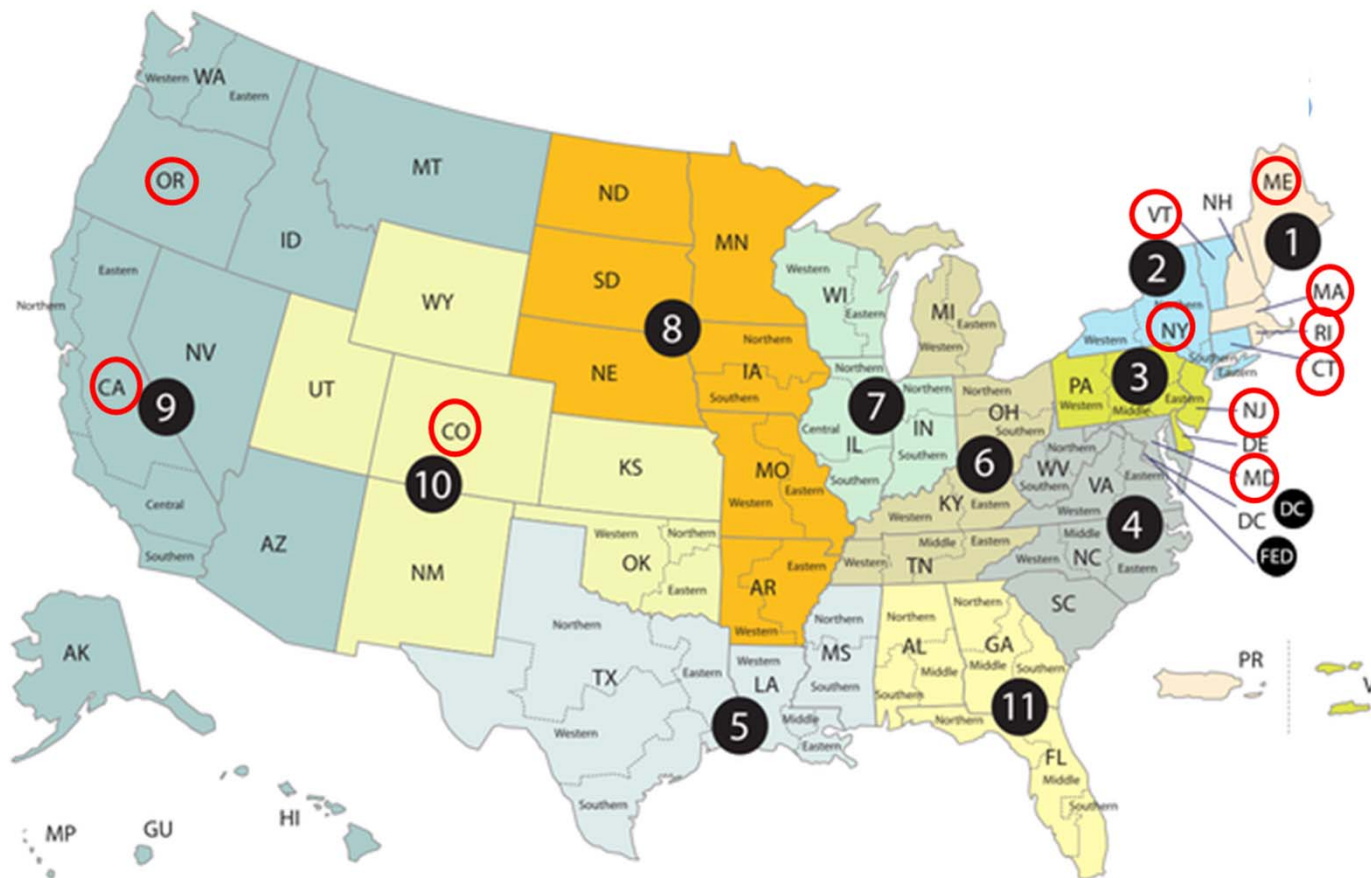 Western WA
Eastern
OR
MT
ID
ND
MN
SD
WY
8
Northern
NE
IA
Southern
Eastern
Northern
NV
CA
9
UT
CO
10
KS
Central
Southern
AZ
NM
Western
Northern
OK
Eastern
MO
Western
Eastern
AR
Eastern
Western
Western
WI
Eastern
Northern
7
Central
IL
Southern
Northern
IN
Southern
MI
Eastern
Western
Northern
OH
Southern
6
KY
Eastern
Western
Middle
Eastern
Western
TN
ME
NH
VT
1
2
MA
Northern
NY
RI
Western
Southern
CT
Eastern
3
PA
Western
Middle
Eastern
NJ
DE
MD
Northern
WV
Southern
VA
Eastern
Western
4
DC
DC
FED
Middle
Western
NC
Eastern
SC
Northern
TX
Eastern
Western
Southern
Western
LA
Middle
Eastern
5
Northern
MS
Southern
Northern
AL
Middle
Southern
Northern
GA
Middle
Southern
11
Northern
FL
Middle
Southern
PR
AK
HI
MP
GU